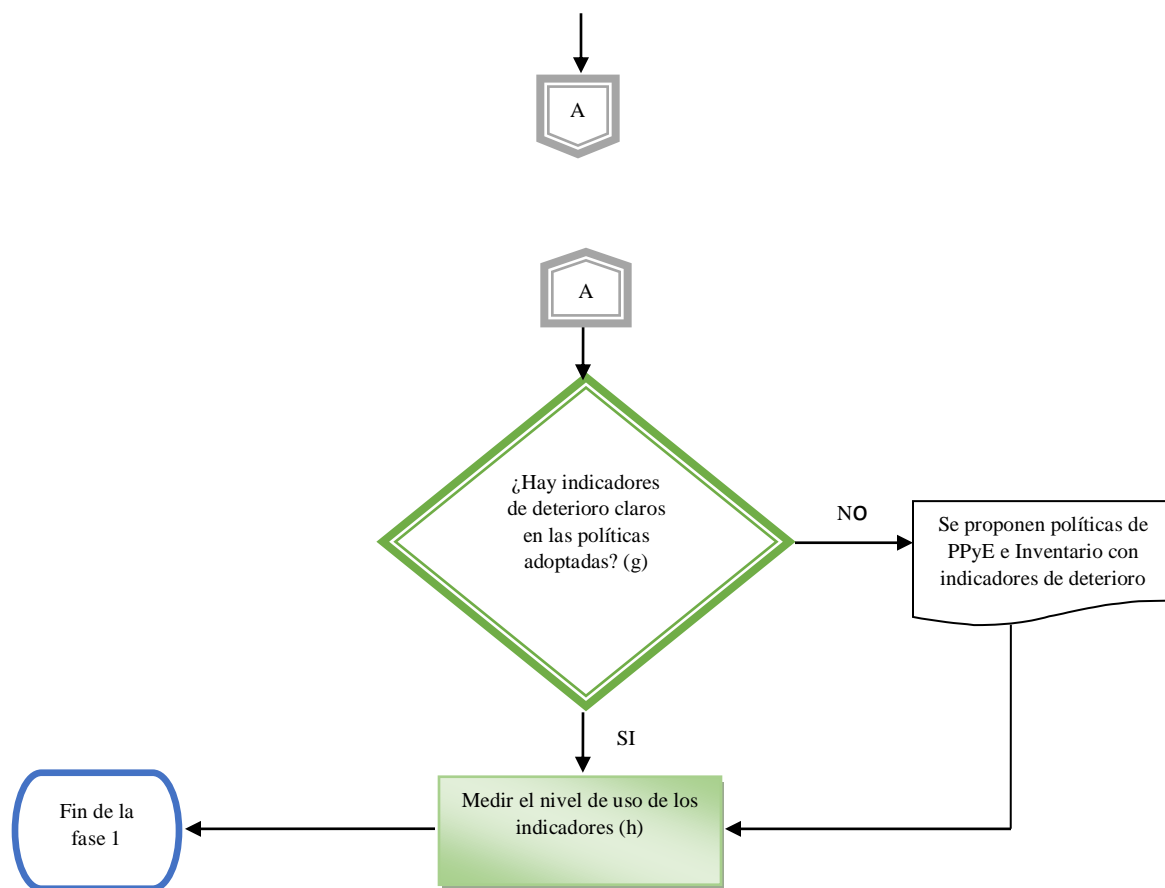 A
A
¿Hay indicadores
de deterioro claros
en las políticas
adoptadas? (g)
NO
Se proponen políticas de
PPyE e Inventario con
indicadores de deterioro
SI
Medir el nivel de uso de los
indicadores (h)
Fin de la
fase 1